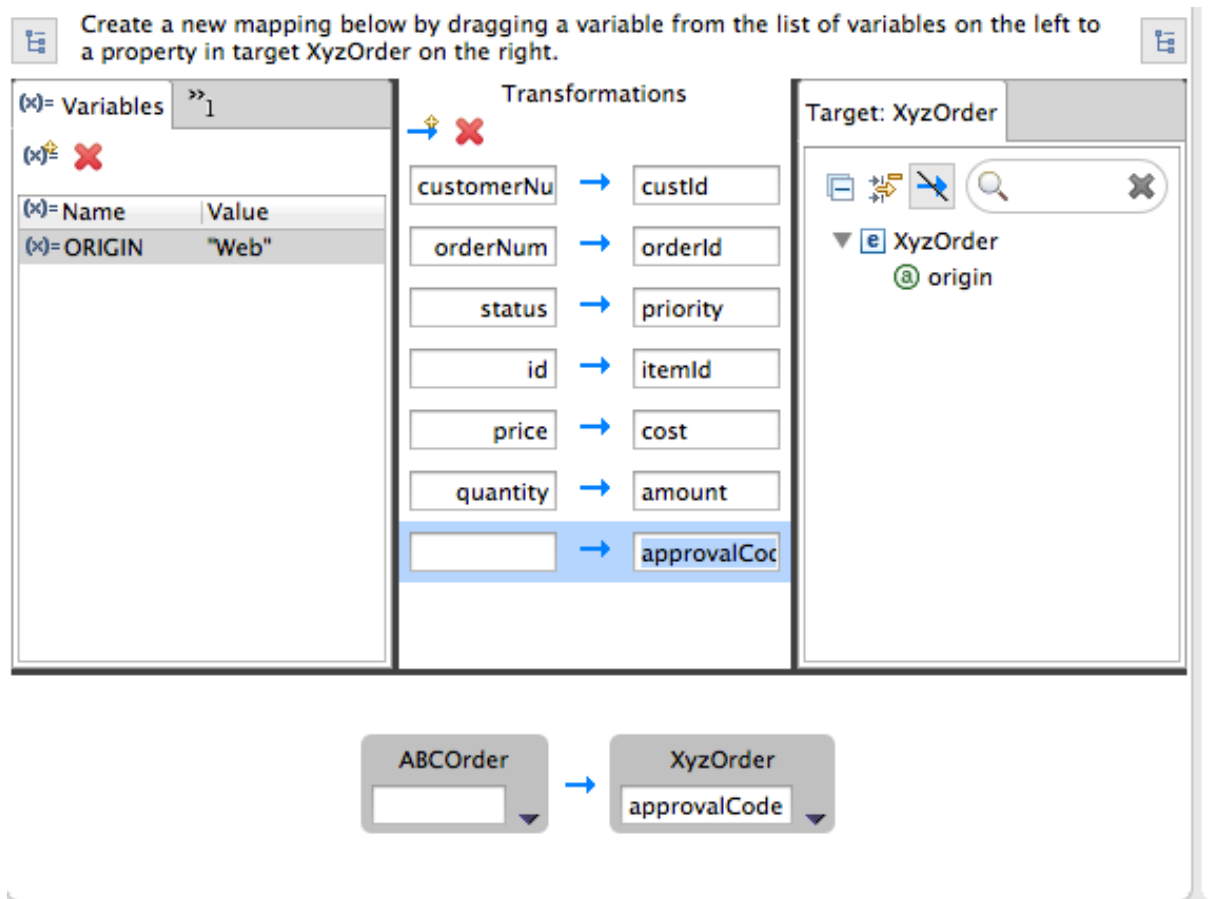 Create a new mapping below by dragging a variable from the list of variables on the left to
a property in target XyzOrder on the right.
(x)= Variables
»1
Transformations
Target: XyzOrder
(x)= Name Value
(x)= ORIGIN "Web"
customerNu
custId
orderNum
orderId
status
priority
id
itemId
price
cost
quantity
amount
approvalCod
XyzOrder
origin
ABCOrder
XyzOrder
approvalCode